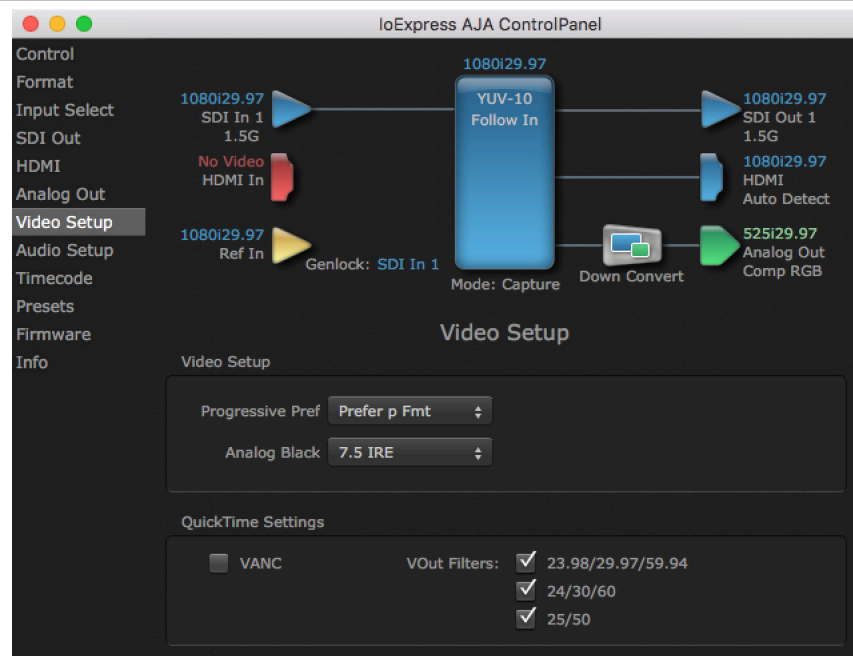 IoExpress AJA ControlPanel
Control
Format
Input Select
SDI Out
HDMI
Analog Out
Video Setup
Audio Setup
Timecode
Presets
Firmware
Info
1080i29.97
1080i29.97
SDI In 1
1.5G
No Video
HDMI In
1080i29.97
Ref In
Genlock: SDI In 1
YUV-10
Follow In
Mode: Capture
Down Convert
1080i29.97
SDI Out 1
1.5G
1080i29.97
HDMI
Auto Detect
525i29.97
Analog Out
Comp RGB
Video Setup
Video Setup
Progressive Pref Prefer p Fmt
Analog Black 7.5 IRE
QuickTime Settings
VANC VOut Filters: 23.98/29.97/59.94
24/30/60
25/50